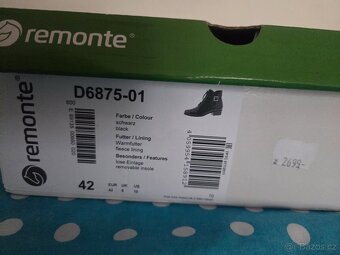 remonte
D6875-01
remonte
Farbe / Colour
schwarz
black
Futter / Lining
Warmfutter
fleece lining
Besonders / Features
lose Einlage
removable insole
42
EUR
UK
US
2699,-
bazos.cz